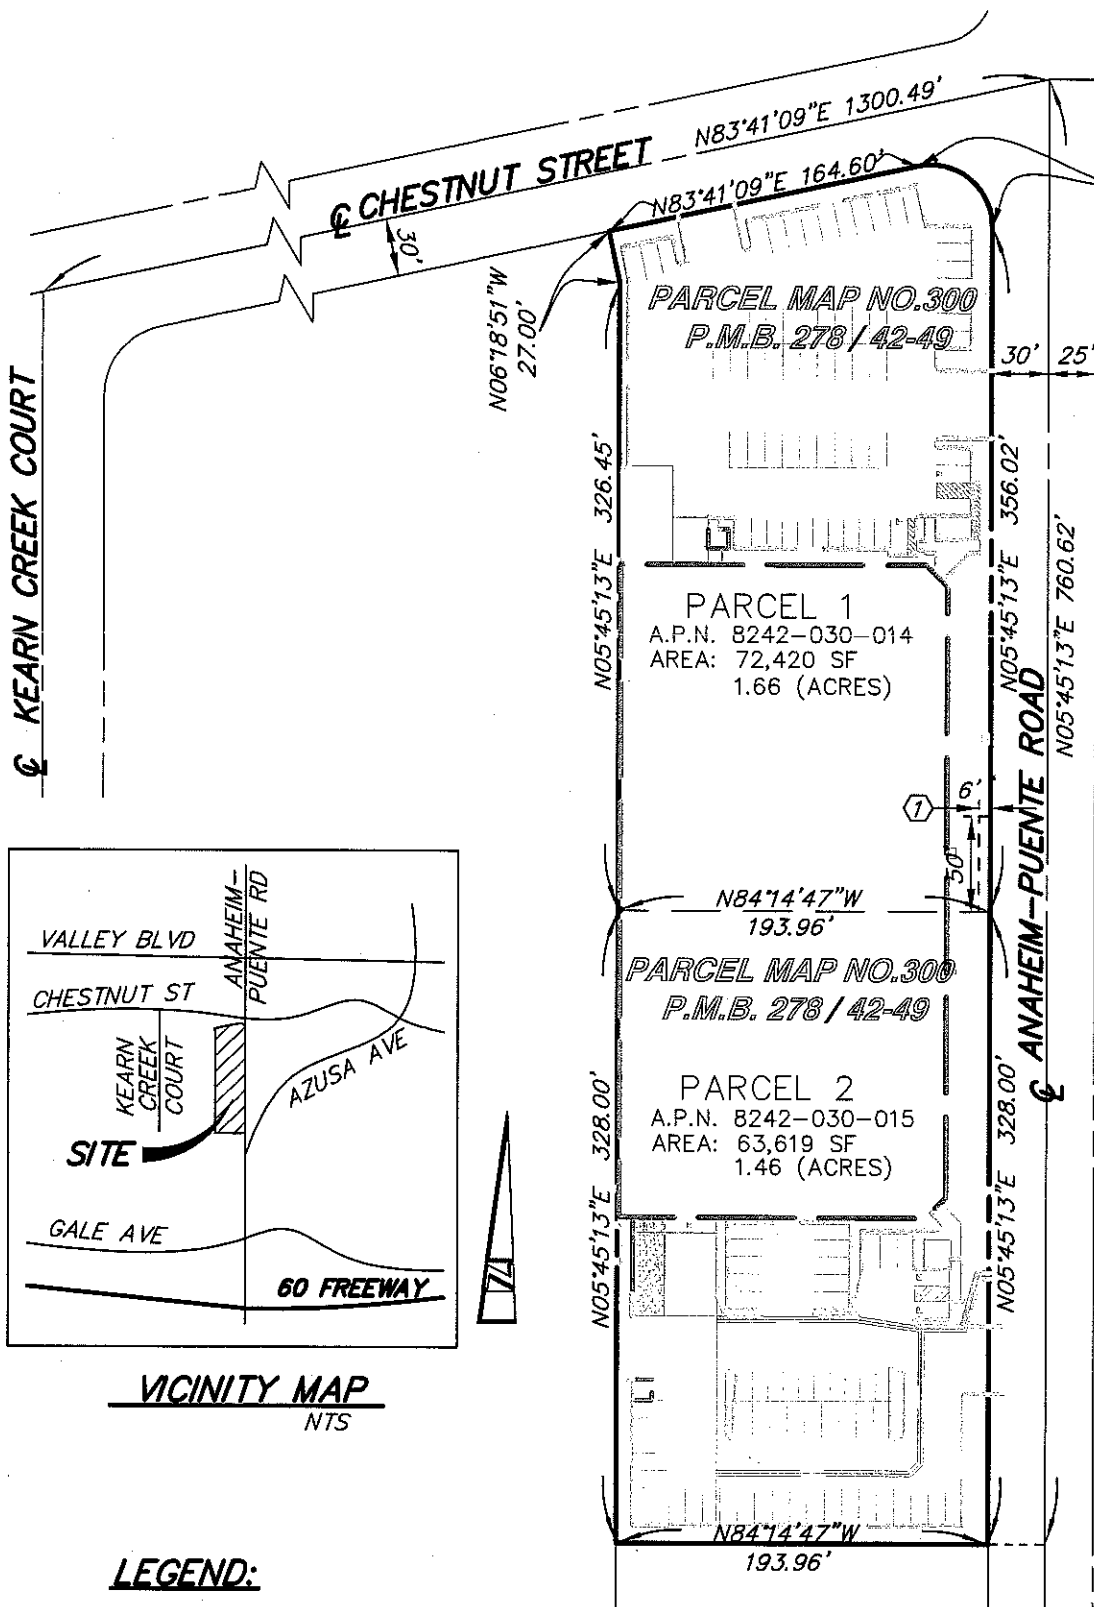 N83°41'09"E 1300.49'
℄ CHESTNUT STREET
N83°41'09"E 164.60'
30'
N06°18'51"W
27.00'
PARCEL MAP NO.300
P.M.B. 278 / 42-49
30'
25'
℄ KEARN CREEK COURT
N05°45'13"E 326.45'
N05°45'13"E 356.02'
N05°45'13"E 760.62'
PARCEL 1
A.P.N. 8242-030-014
AREA: 72,420 SF
1.66 (ACRES)
1
6'
50'
℄ ANAHEIM-PUENTE ROAD
N84°14'47"W
193.96'
PARCEL MAP NO.300
P.M.B. 278 / 42-49
PARCEL 2
A.P.N. 8242-030-015
AREA: 63,619 SF
1.46 (ACRES)
N05°45'13"E 328.00'
N05°45'13"E 328.00'
N84°14'47"W
193.96'
VALLEY BLVD
ANAHEIM-
PUENTE RD
CHESTNUT ST
KEARN
CREEK
COURT
AZUSA AVE
SITE
GALE AVE
60 FREEWAY
N
VICINITY MAP
NTS
LEGEND: